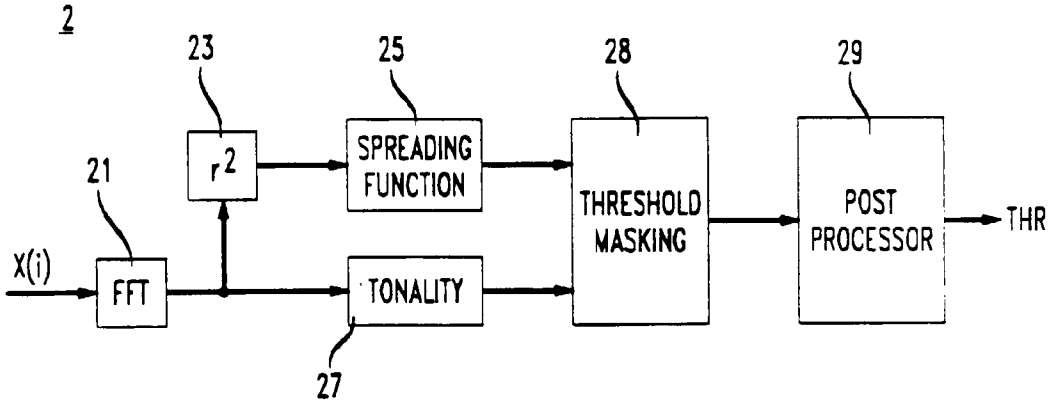 2
23
25
28
29
21
r²
SPREADING
FUNCTION
THRESHOLD
MASKING
POST
PROCESSOR
THR
X(i)
FFT
TONALITY
27